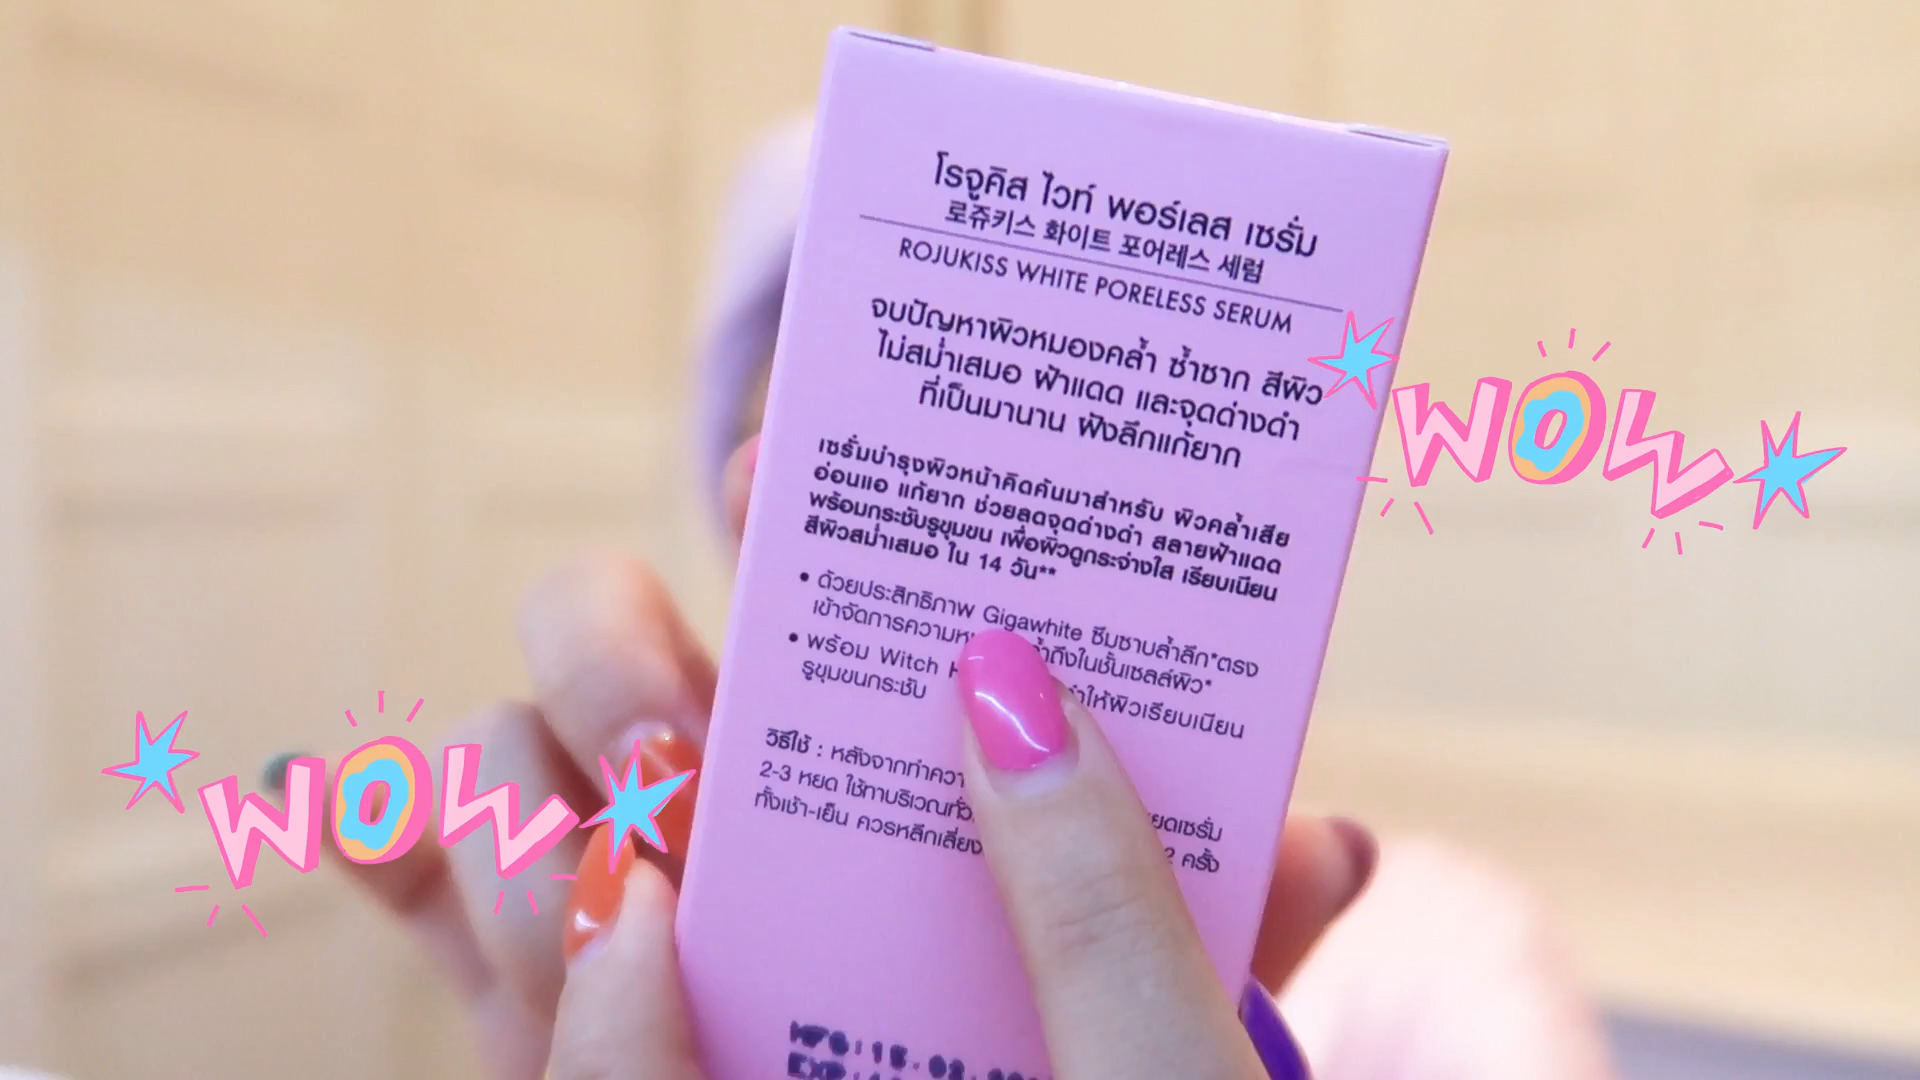 โรจูคิส ไวท์ พอร์เลส เซรั่ม
로쥬키스 화이트 포어레스 세럼
ROJUKISS WHITE PORELESS SERUM
จบปัญหาผิวหมองคล้ำ ซ้ำซาก สีผิว
ไม่สม่ำเสมอ ฝ้าแดด และจุดด่างดำ
ที่เป็นมานาน ฝังลึกแก้ยาก
เซรั่มบำรุงผิวหน้าคิดค้นมาสำหรับ ผิวคล้ำเสีย
อ่อนแอ แก้ยาก ช่วยลดจุดด่างดำ สลายฝ้าแดด
พร้อมกระชับรูขุมขน เพื่อผิวดูกระจ่างใส เรียบเนียน
สีผิวสม่ำเสมอ ใน 14 วัน**
• ด้วยประสิทธิภาพ Gigawhite ซึมซาบล้ำลึก*ตรง
เข้าจัดการความ ถึงในชั้นเซลล์ผิว*
• พร้อม Witch ให้ผิวเรียบเนียน
รูขุมขนกระชับ
วิธีใช้ : หลังจาก เซรั่ม
2-3 หยด ใช้ทาบริเวณ 2 ครั้ง
ทั้งเช้า-เย็น ควรหลีกเลี่ยง
MFG: 15.02.
EXP:
WOW
WOW